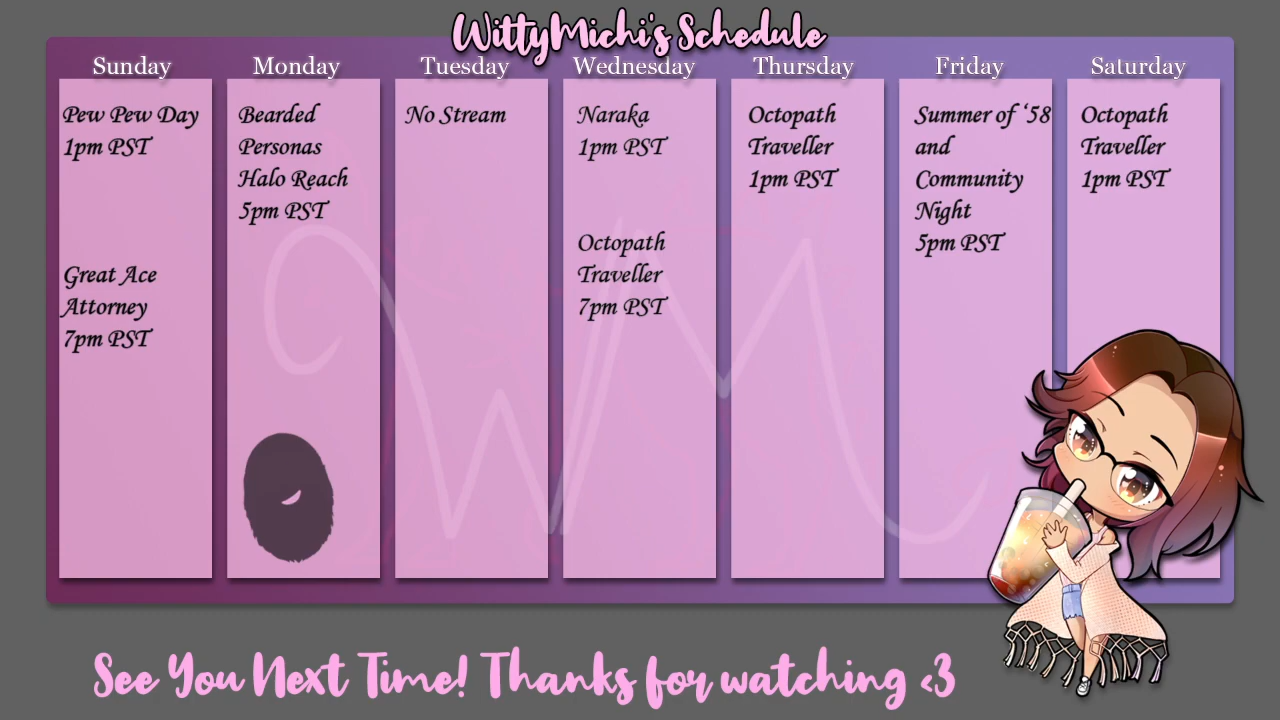 WittyMichi's Schedule
Sunday
Pew Pew Day
1pm PST
Great Ace
Attorney
7pm PST
Monday
Bearded
Personas
Halo Reach
5pm PST
Tuesday
No Stream
Wednesday
Naraka
1pm PST
Octopath
Traveller
7pm PST
Thursday
Octopath
Traveller
1pm PST
Friday
Summer of ‘58
and
Community
Night
5pm PST
Saturday
Octopath
Traveller
1pm PST
WM
See You Next Time! Thanks for watching <3